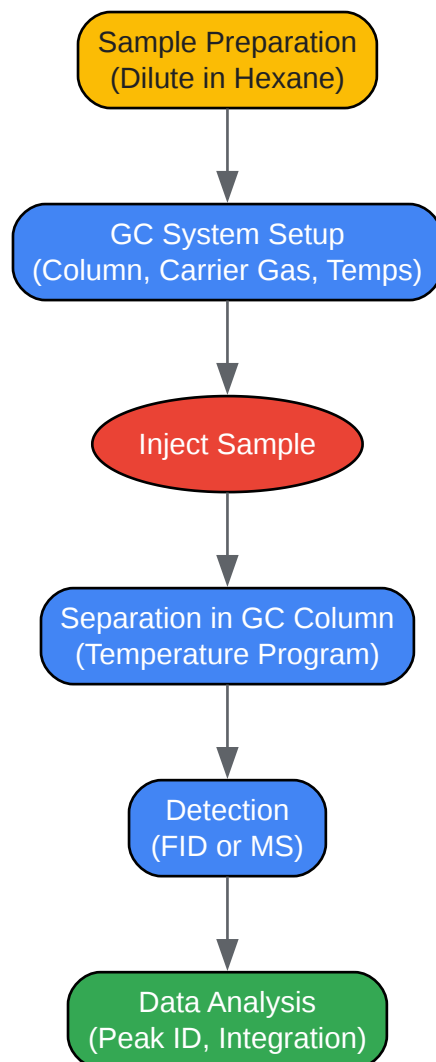 Sample Preparation
(Dilute in Hexane)
GC System Setup
(Column, Carrier Gas, Temps)
Inject Sample
Separation in GC Column
(Temperature Program)
Detection
(FID or MS)
Data Analysis
(Peak ID, Integration)